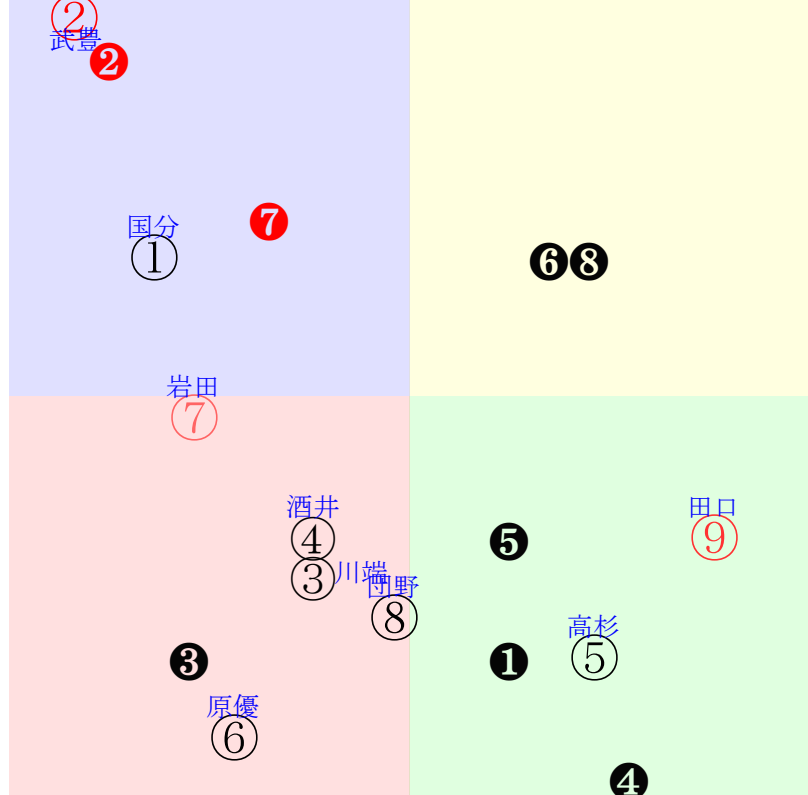 ②
武豊
❷
国分
❼
①
❻❽
岩田
⑦
酒井
田口
④
❺
⑨
③
川端
団野
⑧
高杉
❸
❶
⑤
原優
⑥
❹